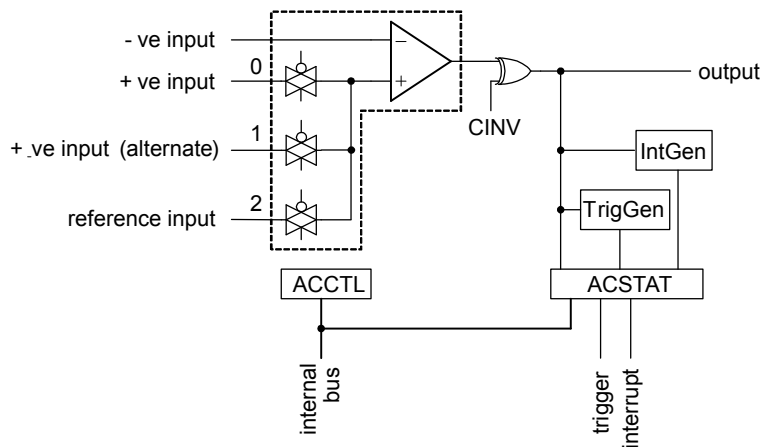 - ve input
+ ve input
0
+ ve input (alternate)
1
reference input
2
−
+
CINV
output
IntGen
TrigGen
ACCTL
ACSTAT
internal
bus
trigger
interrupt